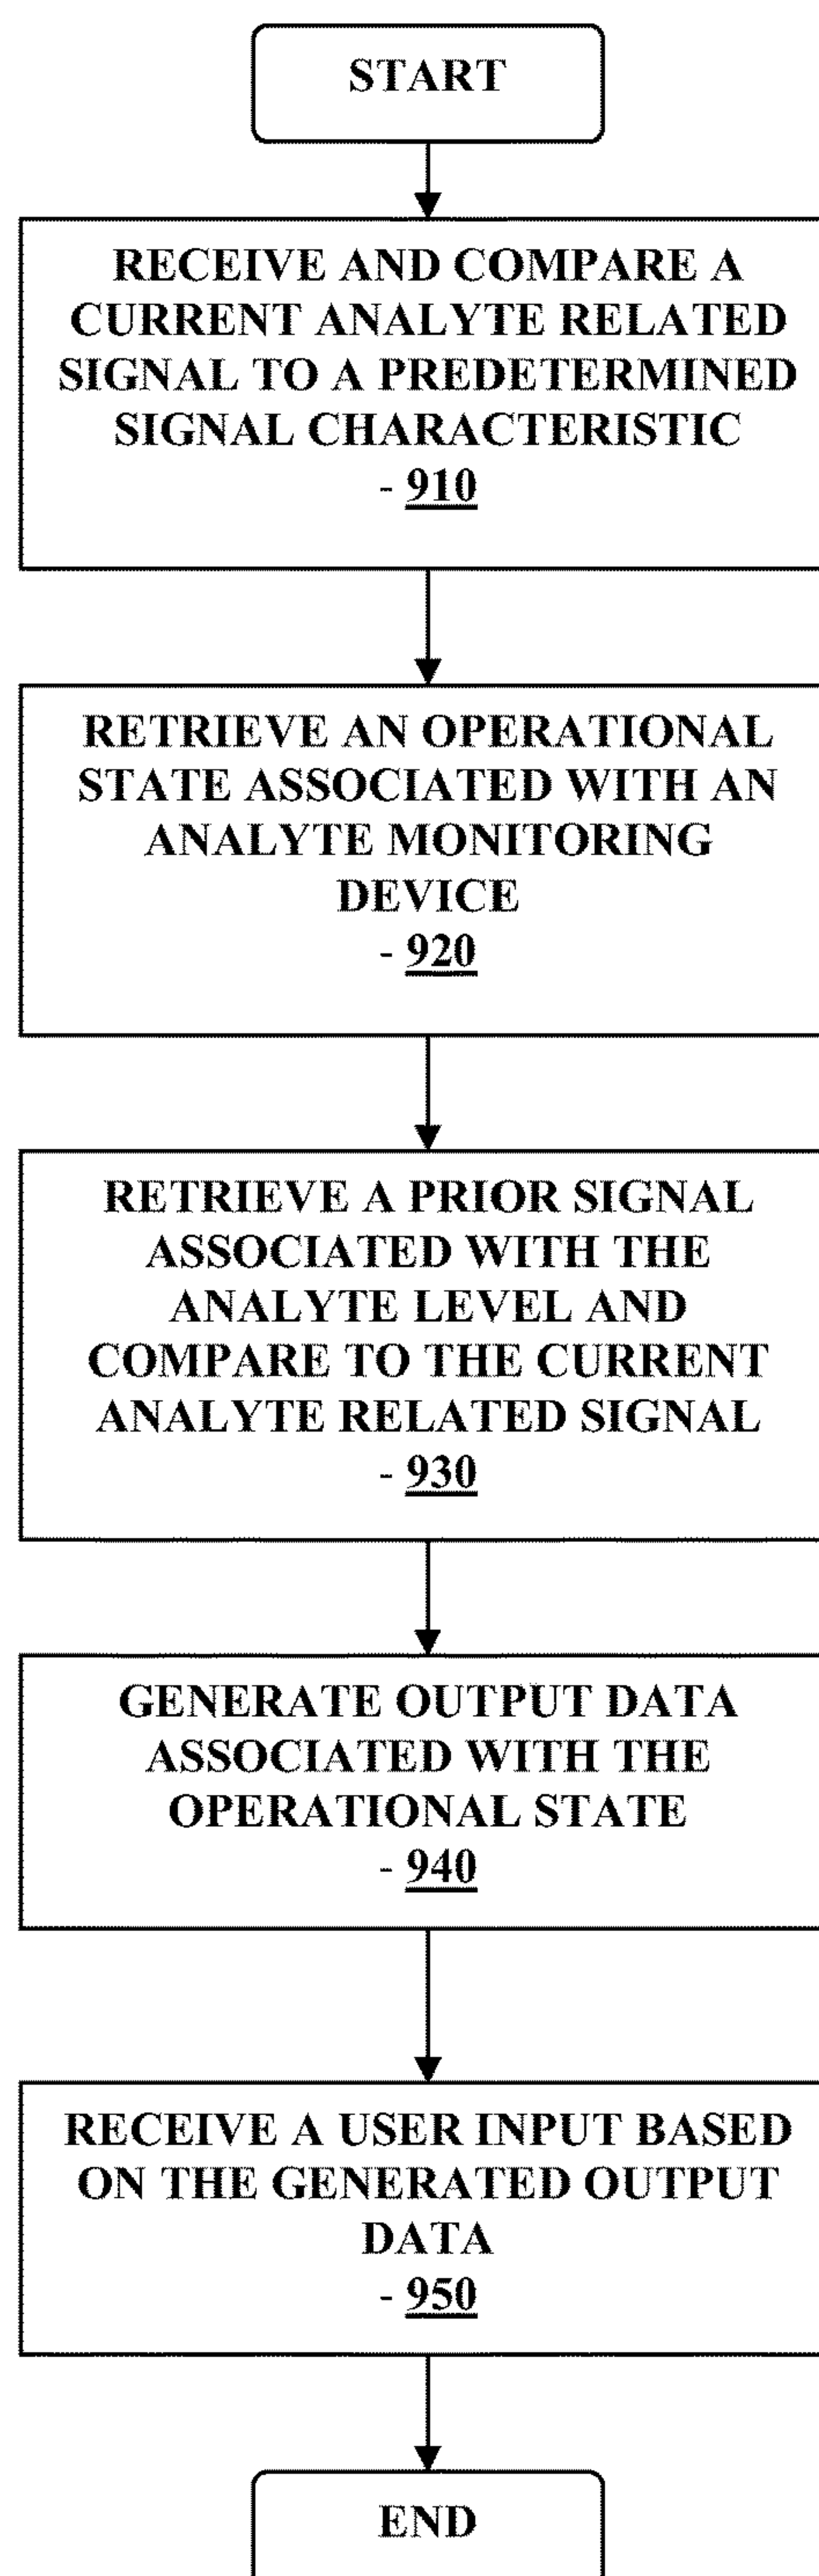 START
RECEIVE AND COMPARE A
CURRENT ANALYTE RELATED
SIGNAL TO A PREDETERMINED
SIGNAL CHARACTERISTIC
- 910
RETRIEVE AN OPERATIONAL
STATE ASSOCIATED WITH AN
ANALYTE MONITORING
DEVICE
- 920
RETRIEVE A PRIOR SIGNAL
ASSOCIATED WITH THE
ANALYTE LEVEL AND
COMPARE TO THE CURRENT
ANALYTE RELATED SIGNAL
- 930
GENERATE OUTPUT DATA
ASSOCIATED WITH THE
OPERATIONAL STATE
- 940
RECEIVE A USER INPUT BASED
ON THE GENERATED OUTPUT
DATA
- 950
END